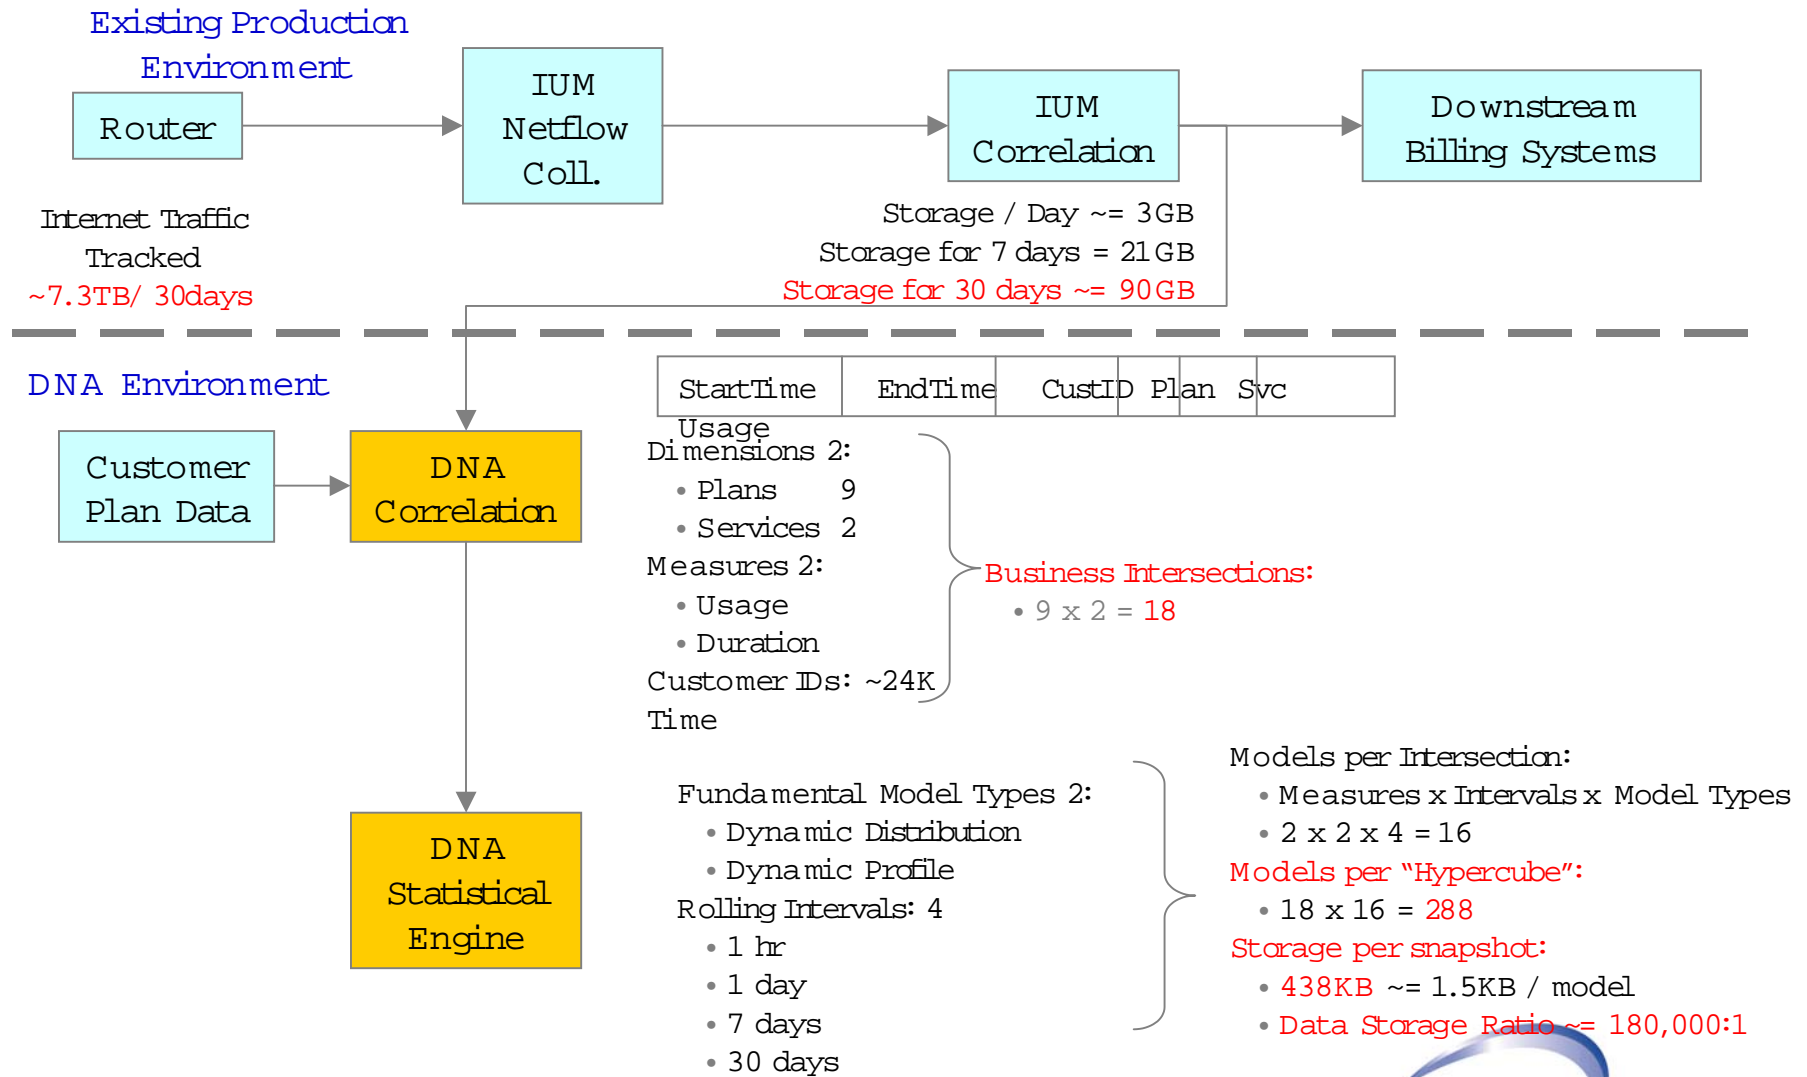 Existing Production
Environment
Router
IUM
Netflow
Coll.
IUM
Correlation
Downstream
Billing Systems
Internet Traffic
Tracked
~7.3TB/ 30days
Storage / Day ~= 3GB
Storage for 7 days = 21GB
Storage for 30 days ~= 90GB
DNA Environment
StartTime EndTime CustID Plan Svc
Usage
Customer
Plan Data
DNA
Correlation
DNA
Statistical
Engine
Dimensions 2:
• Plans 9
• Services 2
Measures 2:
• Usage
• Duration
Customer IDs: ~24K
Time
Business Intersections:
• 9 x 2 = 18
Fundamental Model Types 2:
• Dynamic Distribution
• Dynamic Profile
Rolling Intervals: 4
• 1 hr
• 1 day
• 7 days
• 30 days
Models per Intersection:
• Measures x Intervals x Model Types
• 2 x 2 x 4 = 16
Models per “Hypercube”:
• 18 x 16 = 288
Storage per snapshot:
• 438KB ~= 1.5KB / model
• Data Storage Ratio ~= 180,000:1